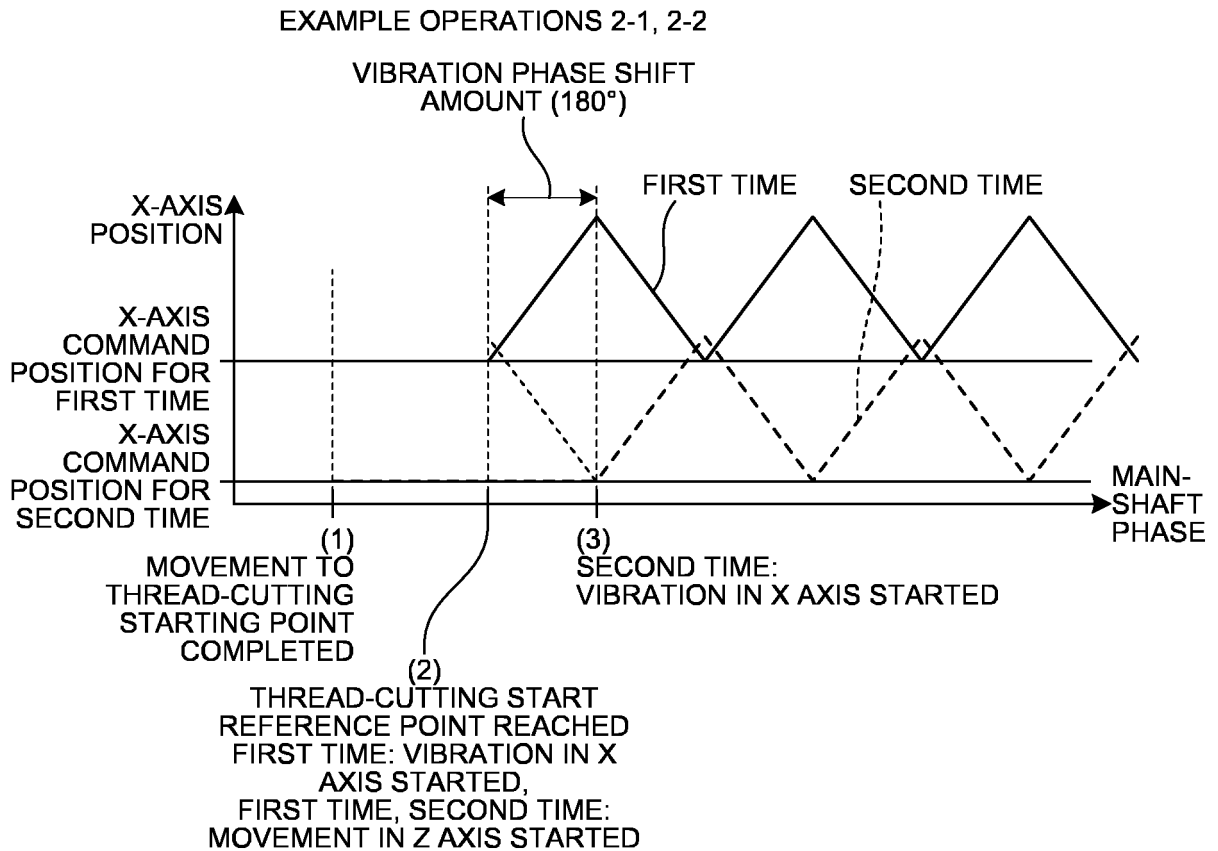 EXAMPLE OPERATIONS 2-1, 2-2
VIBRATION PHASE SHIFT
AMOUNT (180°)
FIRST TIME
SECOND TIME
X-AXIS
POSITION
X-AXIS
COMMAND
POSITION FOR
FIRST TIME
X-AXIS
COMMAND
POSITION FOR
SECOND TIME
MAIN-
SHAFT
PHASE
(1)
MOVEMENT TO
THREAD-CUTTING
STARTING POINT
COMPLETED
(3)
SECOND TIME:
VIBRATION IN X AXIS STARTED
(2)
THREAD-CUTTING START
REFERENCE POINT REACHED
FIRST TIME: VIBRATION IN X
AXIS STARTED,
FIRST TIME, SECOND TIME:
MOVEMENT IN Z AXIS STARTED